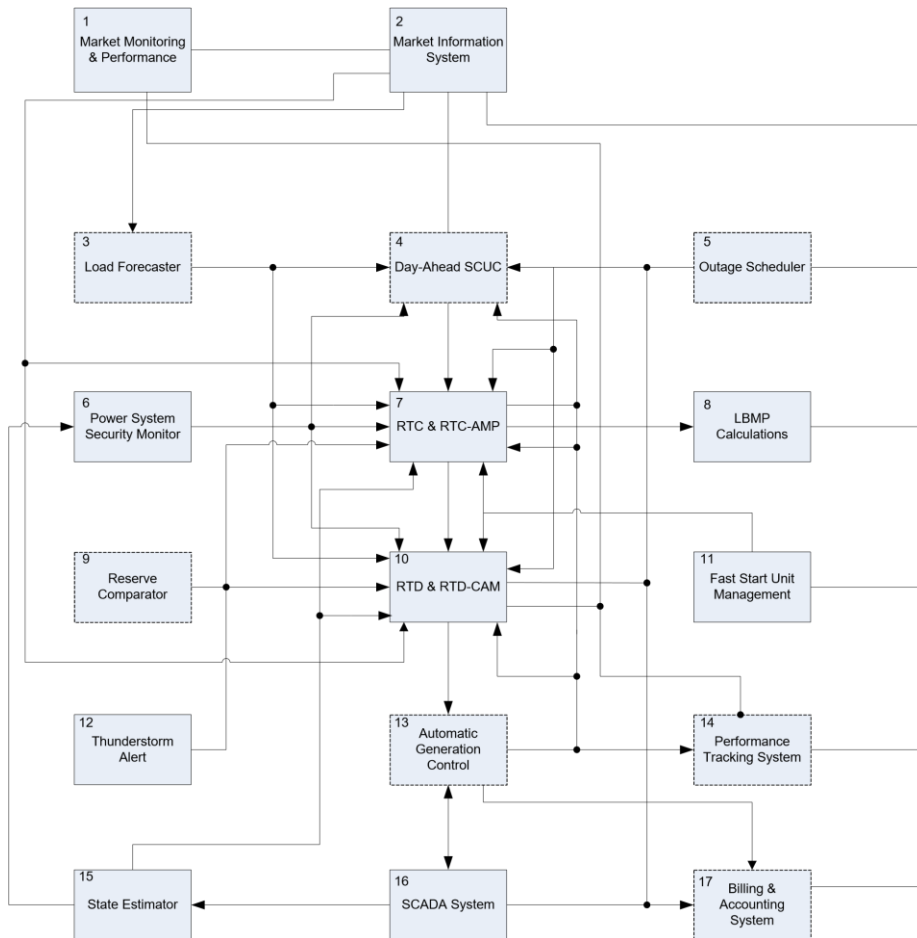 1
Market Monitoring
& Performance
2
Market Information
System
3
Load Forecaster
4
Day-Ahead SCUC
5
Outage Scheduler
6
Power System
Security Monitor
7
RTC & RTC-AMP
8
LBMP
Calculations
9
Reserve
Comparator
10
RTD & RTD-CAM
11
Fast Start Unit
Management
12
Thunderstorm
Alert
13
Automatic
Generation
Control
14
Performance
Tracking System
15
State Estimator
16
SCADA System
17
Billing &
Accounting
System